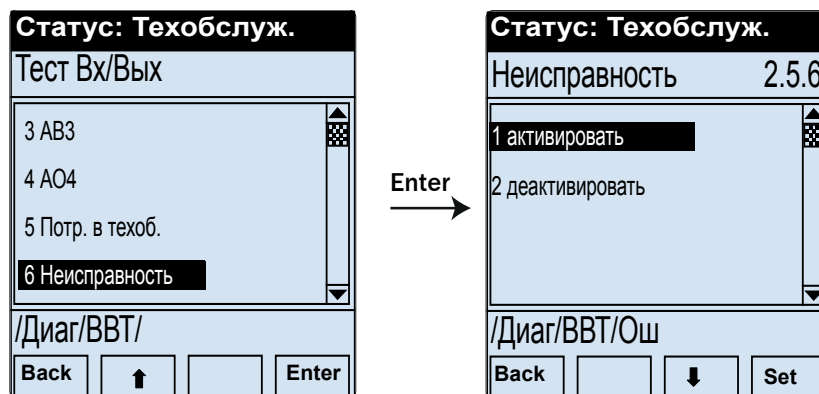 Статус: Техобслуж.
Тест Вх/Вых
3 АВ3
4 АО4
5 Потр. в техоб.
6 Неисправность
/Диаг/ВВТ/
Back
Enter
Enter
Статус: Техобслуж.
Неисправность 2.5.6
1 активировать
2 деактивировать
/Диаг/ВВТ/Ош
Back
Set